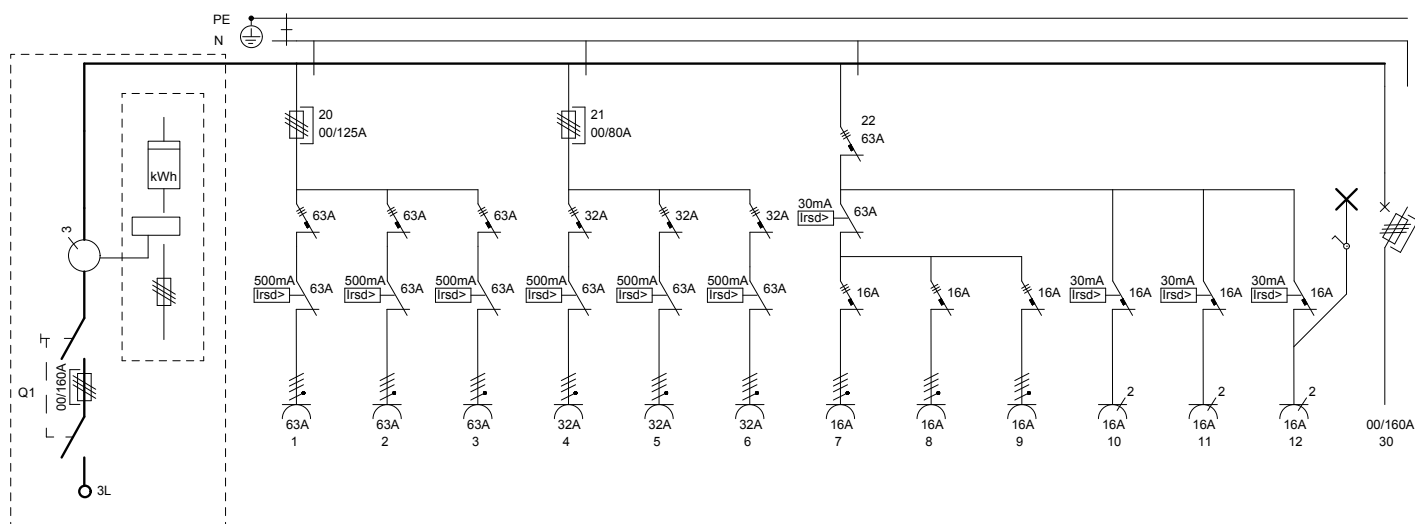 PE
N
20
00/125A
21
00/80A
22
63A
kWh
63A
63A
63A
32A
32A
32A
30mA
Irsd>
63A
3
500mA
Irsd>
63A
500mA
Irsd>
63A
500mA
Irsd>
63A
500mA
Irsd>
63A
500mA
Irsd>
63A
500mA
Irsd>
63A
16A
16A
16A
30mA
Irsd>
16A
30mA
Irsd>
16A
30mA
Irsd>
16A
Q1
00/160A
2
2
2
63A
63A
63A
32A
32A
32A
16A
16A
16A
16A
16A
16A
00/160A
1
2
3
4
5
6
7
8
9
10
11
12
30
3L